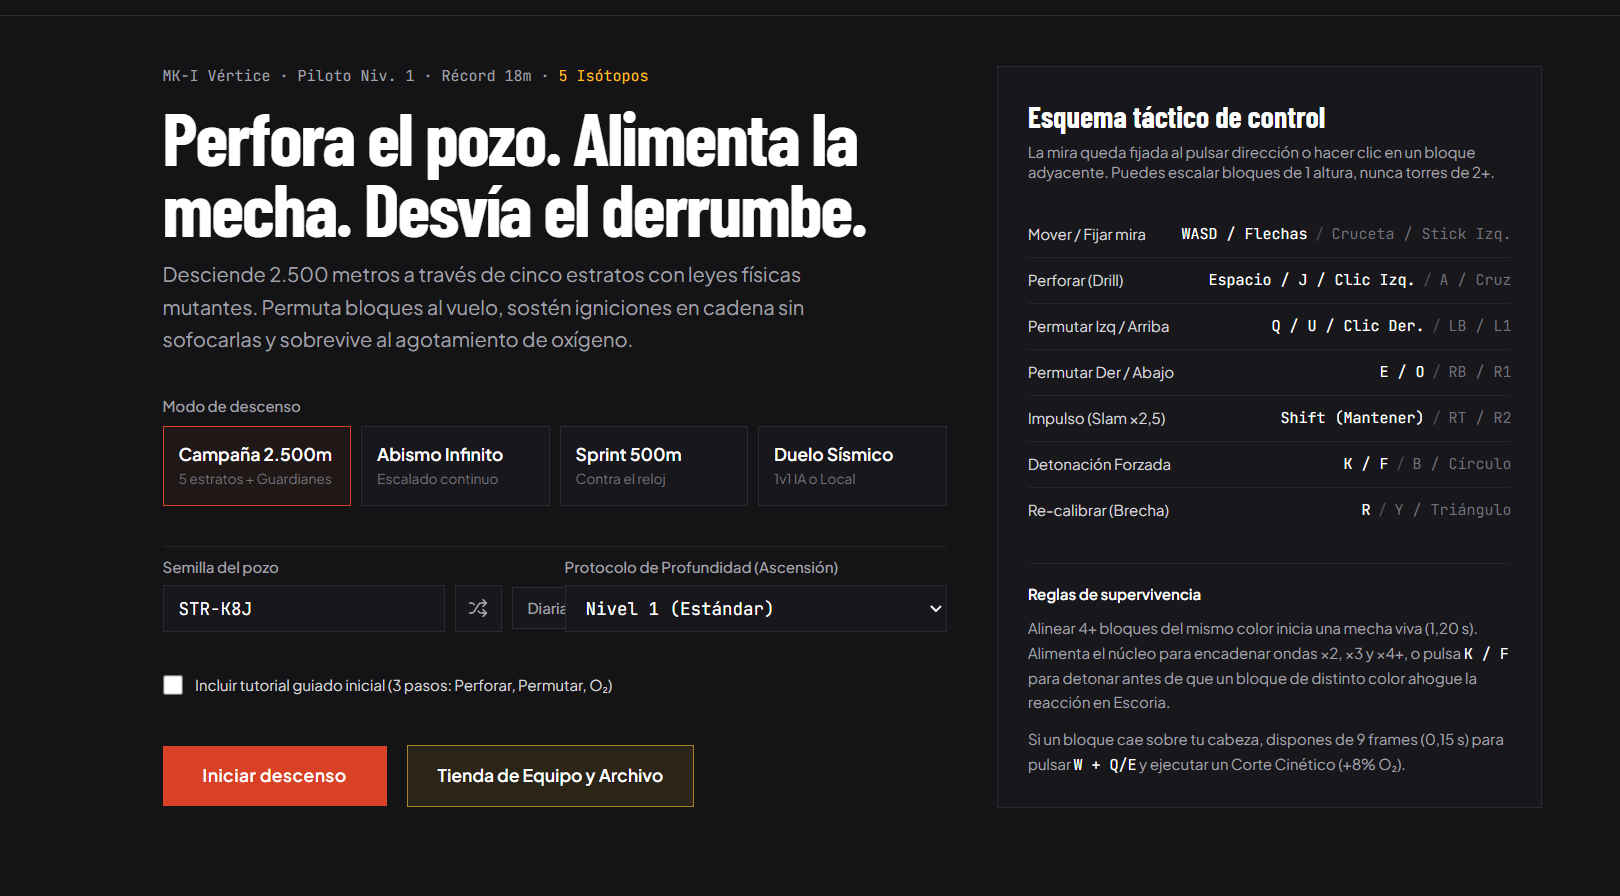 MK-I Vértice · Piloto Niv. 1 · Récord 18m · 5 Isótopos
Perfora el pozo. Alimenta la
mecha. Desvía el derrumbe.
Desciende 2.500 metros a través de cinco estratos con leyes físicas
mutantes. Permuta bloques al vuelo, sostén igniciones en cadena sin
sofocarlas y sobrevive al agotamiento de oxígeno.
Modo de descenso
Campaña 2.500m
5 estratos + Guardianes
Abismo Infinito
Escalado continuo
Sprint 500m
Contra el reloj
Duelo Sísmico
1v1 IA o Local
Semilla del pozo
STR-K8J
Diaria
Protocolo de Profundidad (Ascensión)
Nivel 1 (Estándar)
Incluir tutorial guiado inicial (3 pasos: Perforar, Permutar, O₂)
Iniciar descenso
Tienda de Equipo y Archivo
Esquema táctico de control
La mira queda fijada al pulsar dirección o hacer clic en un bloque
adyacente. Puedes escalar bloques de 1 altura, nunca torres de 2+.
Mover / Fijar mira WASD / Flechas / Cruceta / Stick Izq.
Perforar (Drill) Espacio / J / Clic Izq. / A / Cruz
Permutar Izq / Arriba Q / U / Clic Der. / LB / L1
Permutar Der / Abajo E / O / RB / R1
Impulso (Slam ×2,5) Shift (Mantener) / RT / R2
Detonación Forzada K / F / B / Círculo
Re-calibrar (Brecha) R / Y / Triángulo
Reglas de supervivencia
Alinear 4+ bloques del mismo color inicia una mecha viva (1,20 s).
Alimenta el núcleo para encadenar ondas ×2, ×3 y ×4+, o pulsa K / F
para detonar antes de que un bloque de distinto color ahogue la
reacción en Escoria.
Si un bloque cae sobre tu cabeza, dispones de 9 frames (0,15 s) para
pulsar W + Q/E y ejecutar un Corte Cinético (+8% O₂).